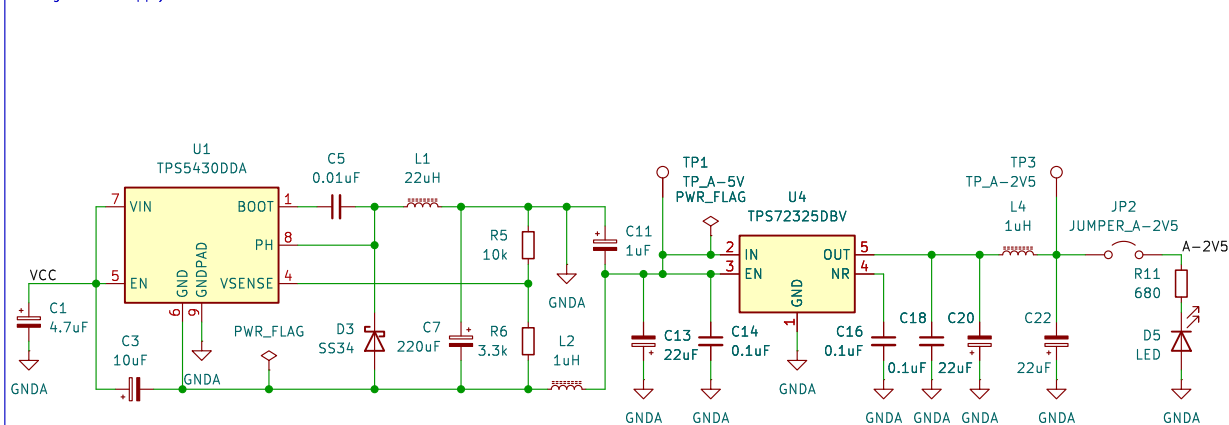 U1
TPS5430DDA
7
VIN
BOOT
1
PH
8
5
EN
VSENSE
4
GND
GNDPAD
6
9
VCC
C1
4.7uF
GNDA
C3
10uF
GNDA
PWR_FLAG
C5
0.01uF
L1
22uH
D3
SS34
C7
220uF
R5
10k
R6
3.3k
L2
1uH
GNDA
C11
1uF
TP1
TP_A-5V
PWR_FLAG
U4
TPS72325DBV
2
IN
OUT
5
3
EN
NR
4
GND
1
GNDA
C13
22uF
GNDA
C14
0.1uF
GNDA
C16
0.1uF
GNDA
C18
0.1uF
GNDA
C20
22uF
GNDA
L4
1uH
TP3
TP_A-2V5
C22
22uF
GNDA
JP2
JUMPER_A-2V5
A-2V5
R11
680
D5
LED
GNDA